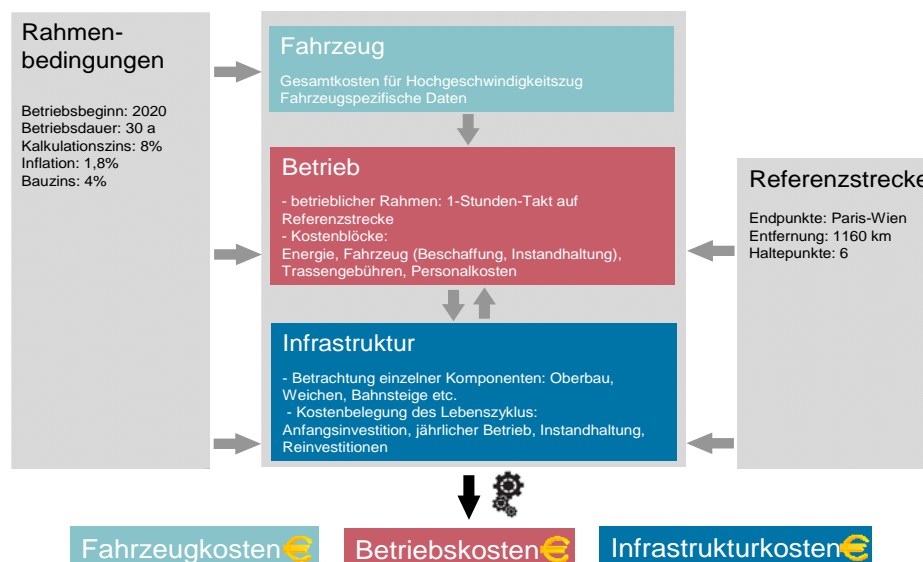 Rahmen-
bedingungen
Betriebsbeginn: 2020
Betriebsdauer: 30 a
Kalkulationszins: 8%
Inflation: 1,8%
Bauzins: 4%
Fahrzeug
Gesamtkosten für Hochgeschwindigkeitszug
Fahrzeugspezifische Daten
Betrieb
- betrieblicher Rahmen: 1-Stunden-Takt auf
Referenzstrecke
- Kostenblöcke:
Energie, Fahrzeug (Beschaffung, Instandhaltung),
Trassengebühren, Personalkosten
Infrastruktur
- Betrachtung einzelner Komponenten: Oberbau,
Weichen, Bahnsteige etc.
- Kostenbelegung des Lebenszyklus:
Anfangsinvestition, jährlicher Betrieb, Instandhaltung,
Reinvestitionen
Referenzstrecke
Endpunkte: Paris-Wien
Entfernung: 1160 km
Haltepunkte: 6
Fahrzeugkosten €
Betriebskosten €
Infrastrukturkosten €